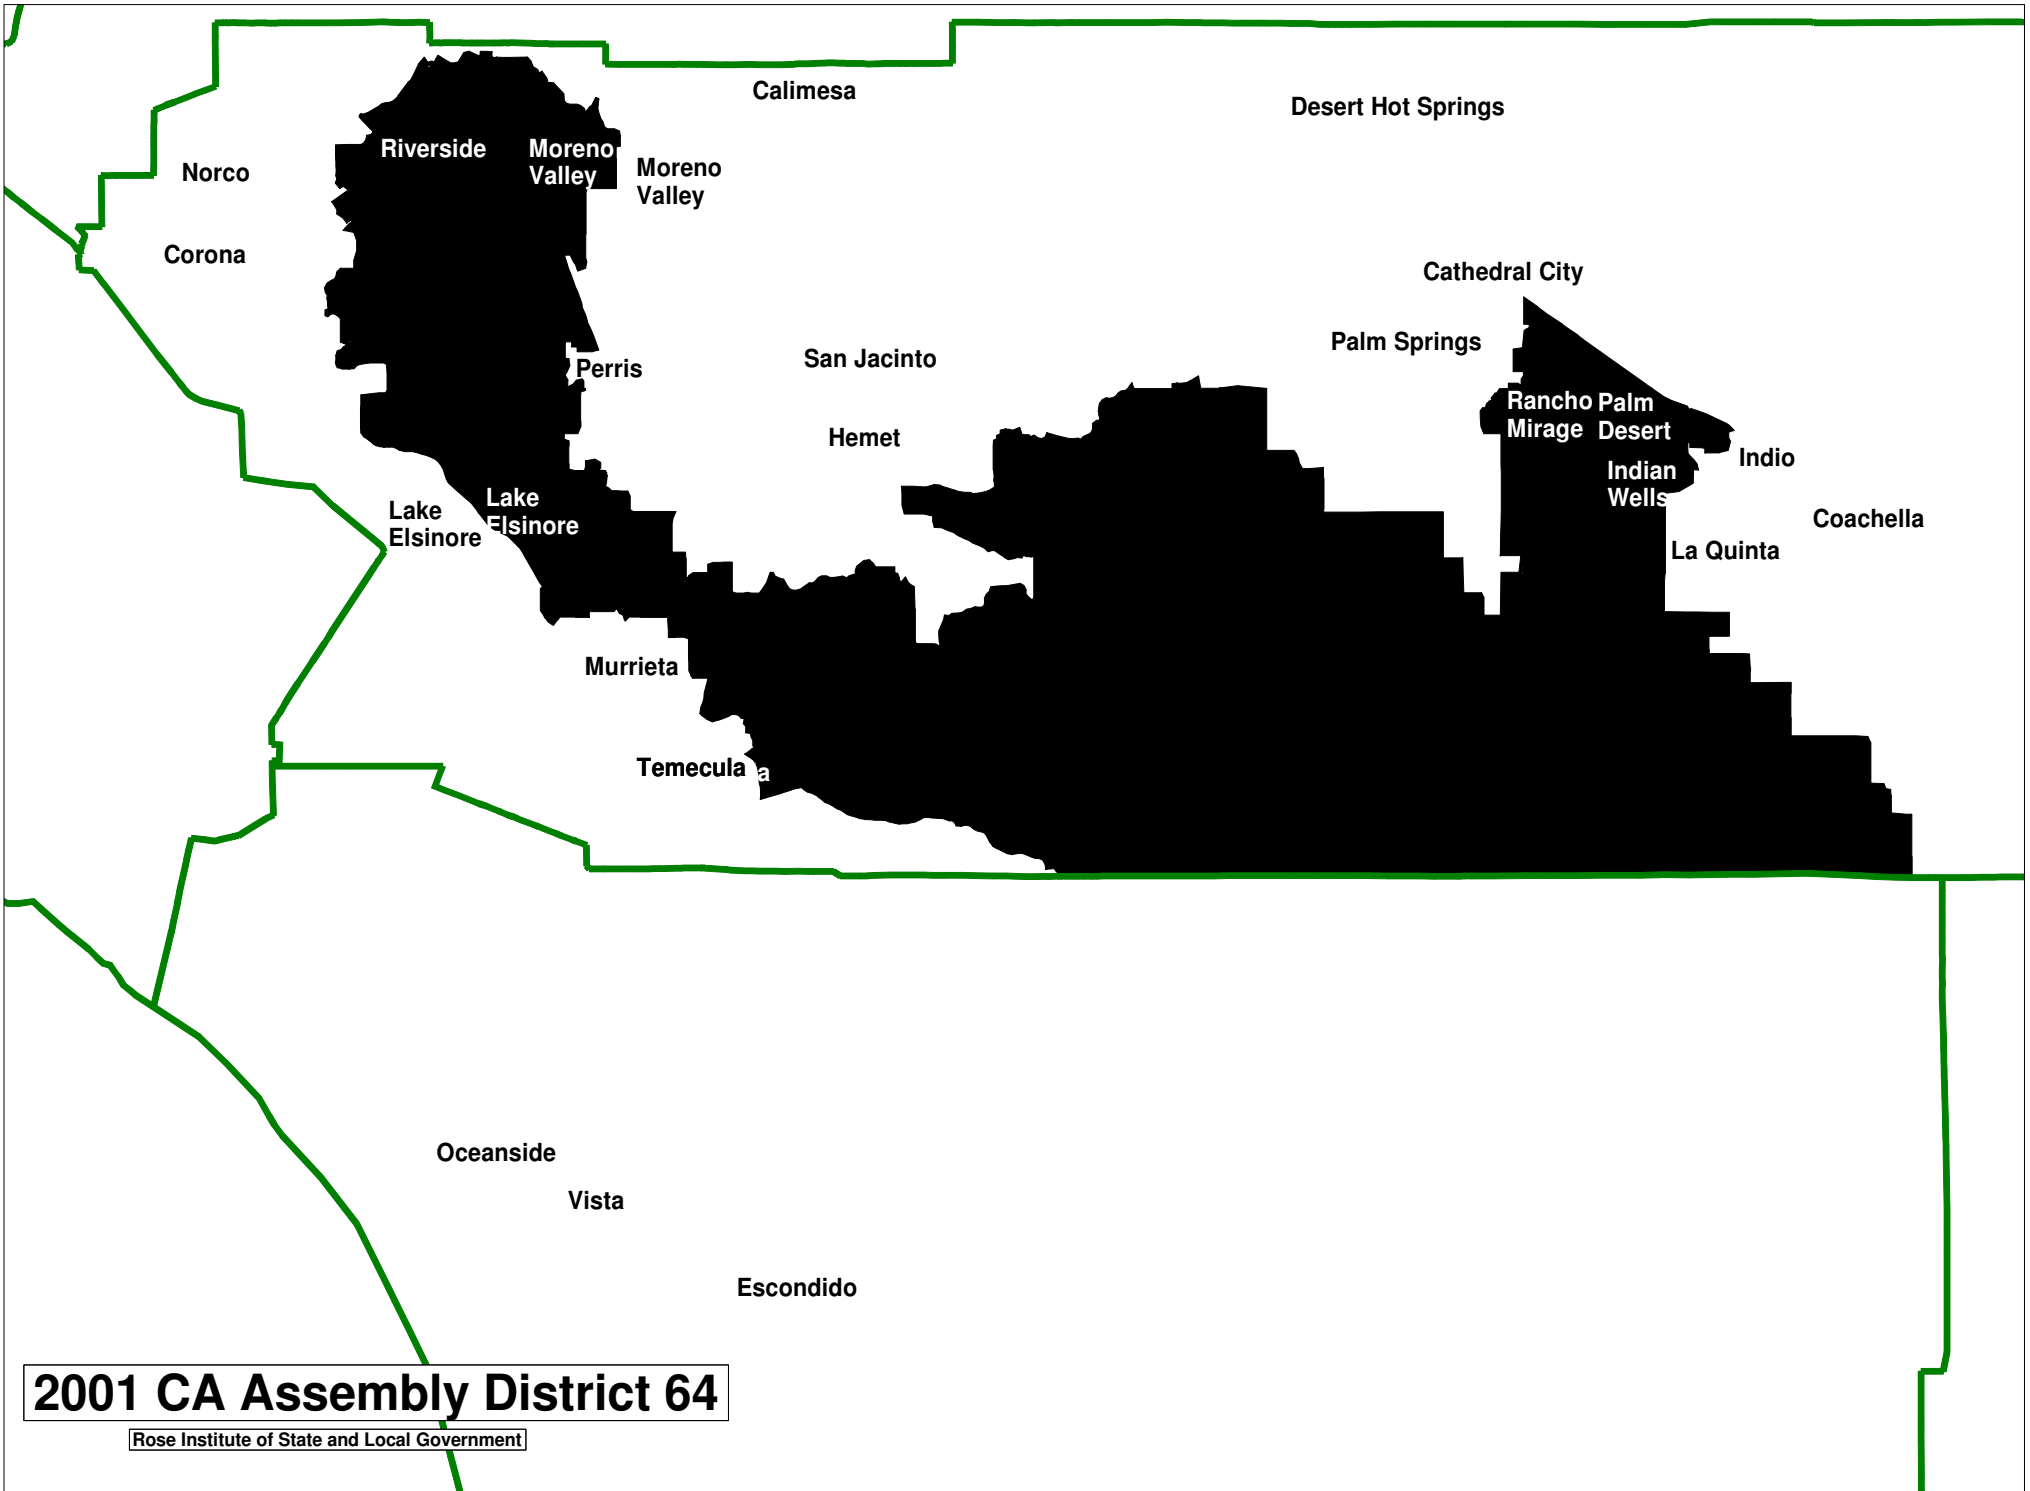 Calimesa
Desert Hot Springs
Riverside
Moreno
Valley
Moreno
Valley
Norco
Corona
Cathedral City
Palm Springs
San Jacinto
Perris
Rancho
Mirage
Palm
Desert
Hemet
Indio
Indian
Wells
Lake
Elsinore
Lake
Elsinore
Coachella
La Quinta
Murrieta
Temecula a
Oceanside
Vista
Escondido
2001 CA Assembly District 64
Rose Institute of State and Local Government